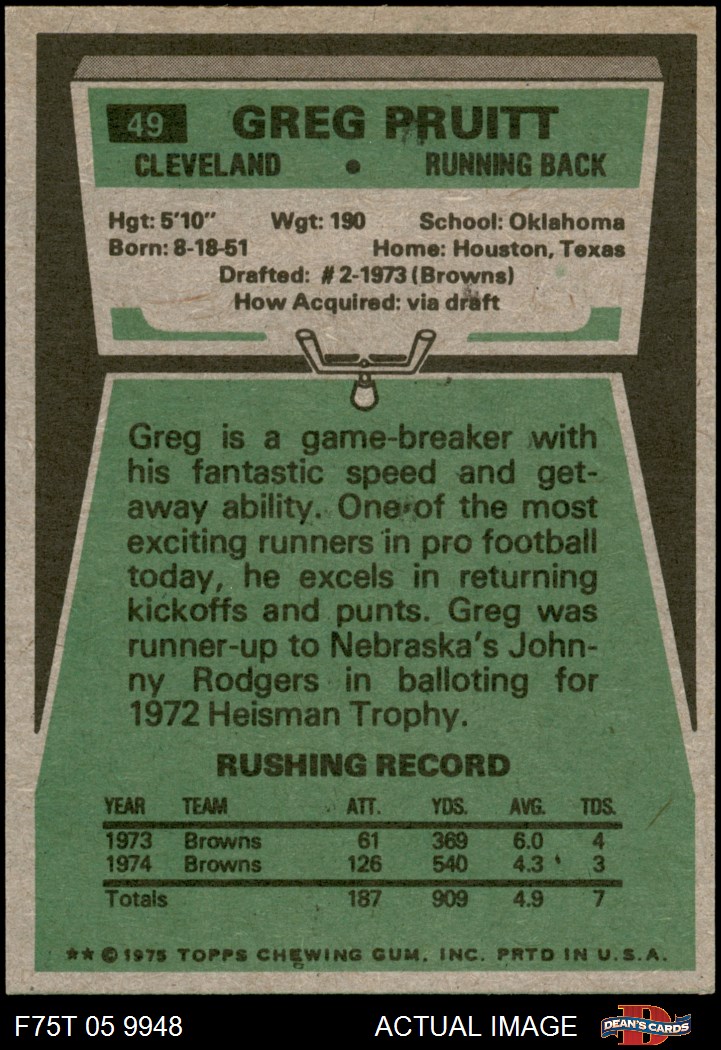 49 GREG PRUITT
CLEVELAND • RUNNING BACK
Hgt: 5'10" Wgt: 190 School: Oklahoma
Born: 8-18-51 Home: Houston, Texas
Drafted: #2-1973 (Browns)
How Acquired: via draft
Greg is a game-breaker with
his fantastic speed and get-
away ability. One of the most
exciting runners in pro football
today, he excels in returning
kickoffs and punts. Greg was
runner-up to Nebraska's John-
ny Rodgers in balloting for
1972 Heisman Trophy.
RUSHING RECORD
YEAR TEAM ATT. YDS. AVG. TDS.
1973 Browns 61 369 6.0 4
1974 Browns 126 540 4.3 3
Totals 187 909 4.9 7
** © 1975 TOPPS CHEWING GUM, INC. PRTD IN U.S.A.
F75T 05 9948 ACTUAL IMAGE D DEAN'S CARDS